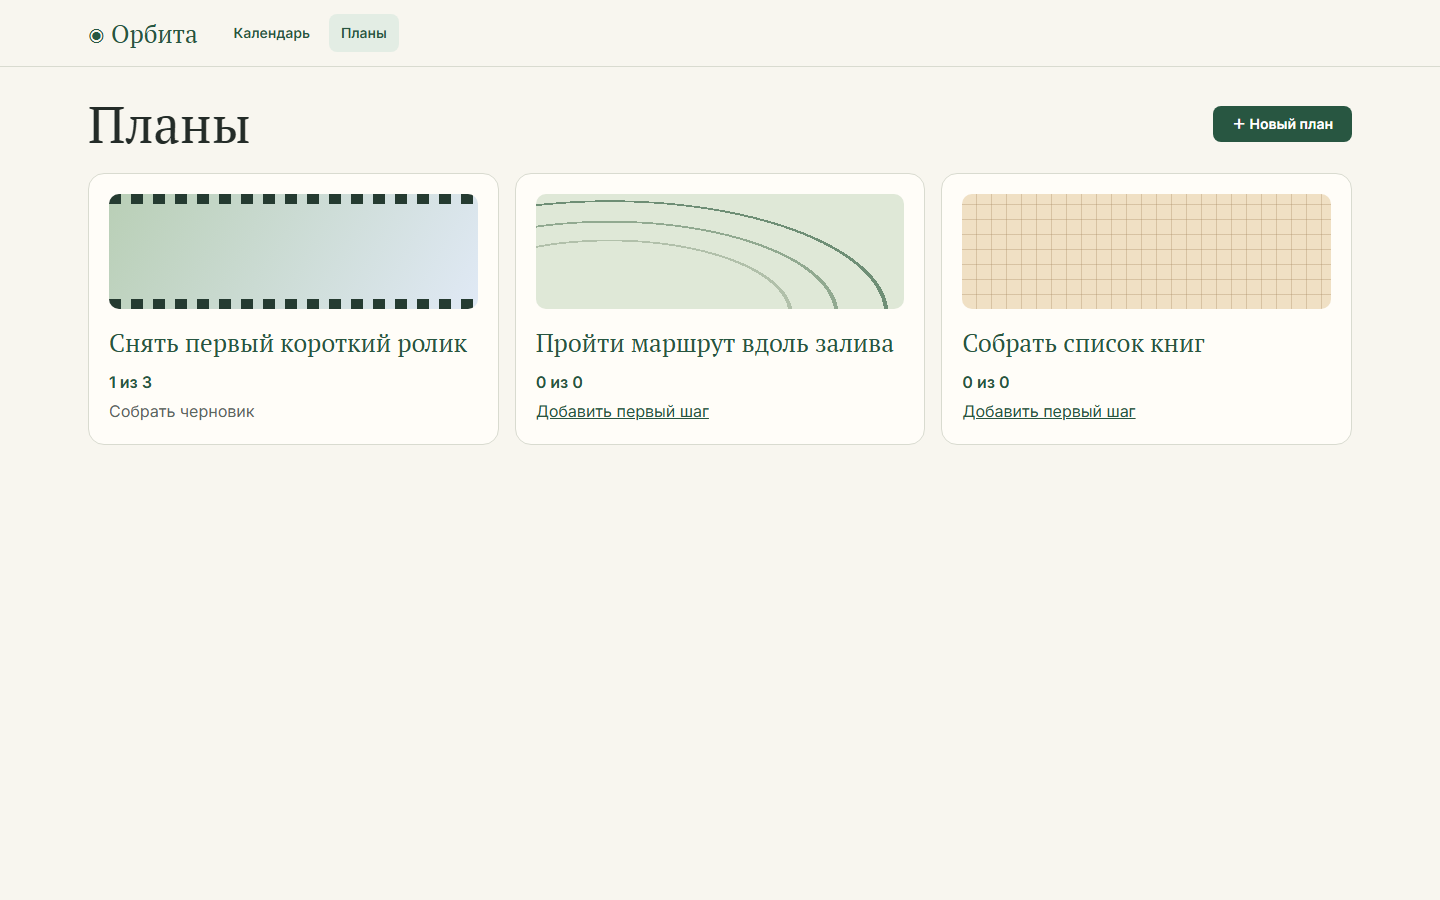 ◉ Орбита
Календарь
Планы
Планы
+ Новый план
Снять первый короткий ролик
1 из 3
Собрать черновик
Пройти маршрут вдоль залива
0 из 0
Добавить первый шаг
Собрать список книг
0 из 0
Добавить первый шаг